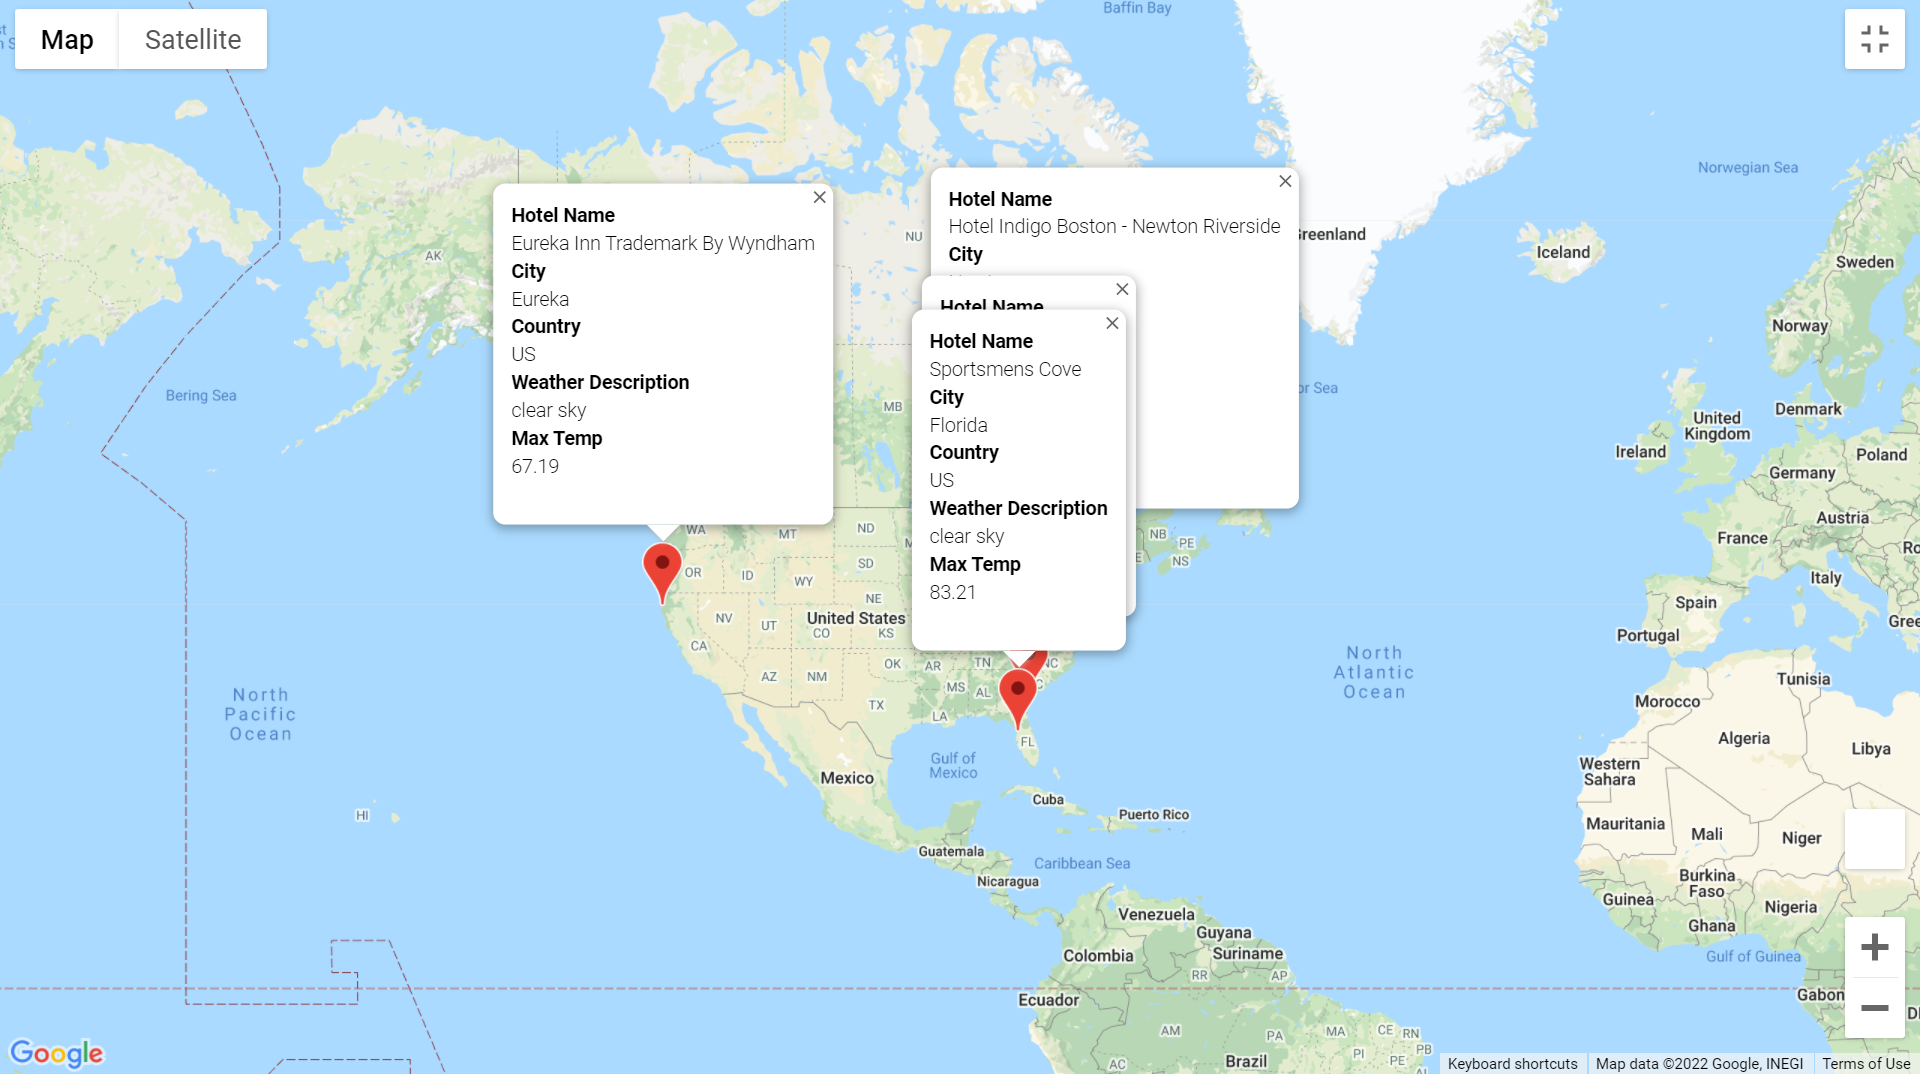 Map
Satellite
Baffin Bay
Norwegian Sea
Greenland
Iceland
Sweden
Norway
AK
NU
Bering Sea
Hotel Name
Eureka Inn Trademark By Wyndham
City
Eureka
Country
US
Weather Description
clear sky
Max Temp
67.19
Hotel Name
Hotel Indigo Boston - Newton Riverside
City
Hotel Name
Hotel Name
Sportsmens Cove
City
Florida
Country
US
Weather Description
clear sky
Max Temp
83.21
MB
Denmark
United
Kingdom
Ireland
Poland
Germany
Austria
France
Italy
Spain
Portugal
WA
MT
ND
NB
PE
NS
OR
ID
WY
SD
NE
NV
UT
CO
KS
United States
CA
OK
AR
TN
NC
AZ
NM
MS
AL
TX
LA
FL
North
Pacific
Ocean
North
Atlantic
Ocean
Gulf of
Mexico
Mexico
Cuba
Puerto Rico
HI
Guatemala
Caribbean Sea
Nicaragua
Tunisia
Morocco
Algeria
Libya
Western
Sahara
Mauritania
Mali
Niger
Burkina
Faso
Guinea
Nigeria
Ghana
Gulf of Guinea
Gabon
Venezuela
Guyana
Suriname
Colombia
RR
AP
Ecuador
AM
PA
MA
CE
RN
PB
PI
PE
AC
Brazil
Google
Keyboard shortcuts
Map data ©2022 Google, INEGI
Terms of Use